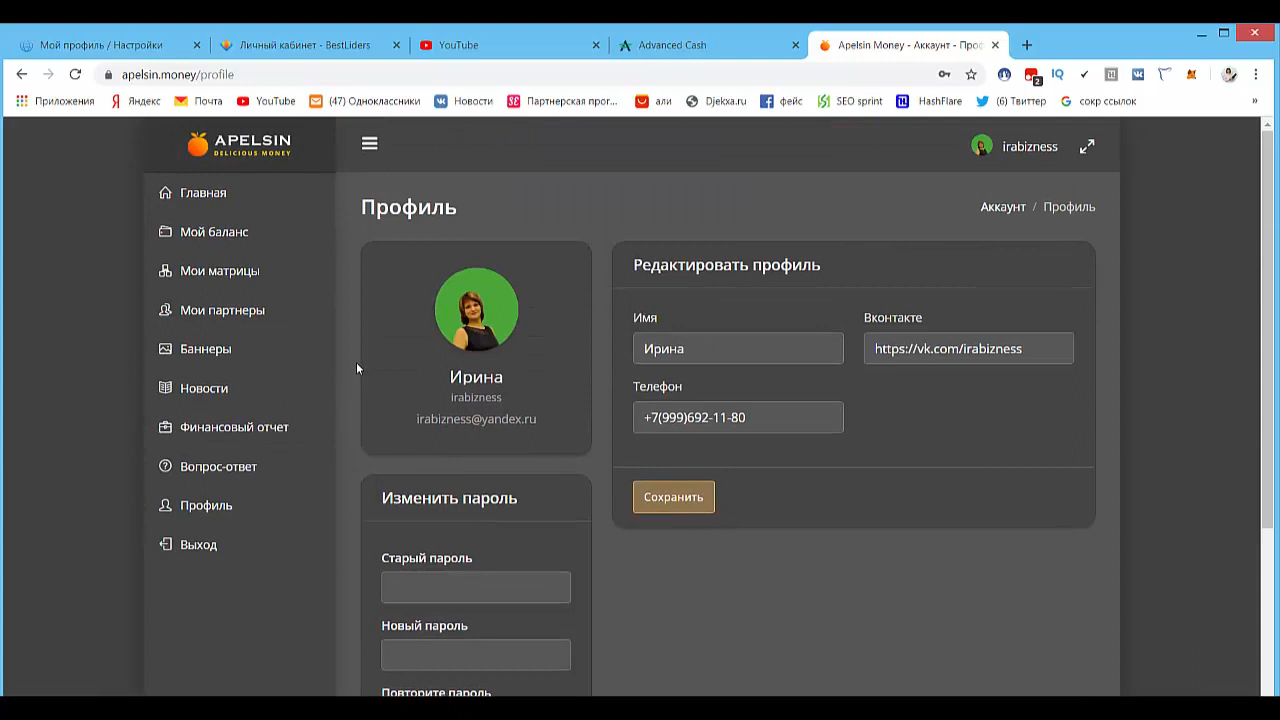 Мой профиль / Настройки
Личный кабинет - BestLiders
YouTube
Advanced Cash
Apelsin Money - Аккаунт - Проф
apelsin.money/profile
2
IQ
Приложения
Яндекс
Почта
YouTube
(47) Одноклассники
Новости
Партнерская прог...
али
Djekxa.ru
фейс
SEO sprint
HashFlare
(6) Твиттер
сокр ссылок
APELSIN
DELICIOUS MONEY
irabizness
Главная
Мой баланс
Мои матрицы
Мои партнеры
Баннеры
Новости
Финансовый отчет
Вопрос-ответ
Профиль
Выход
Профиль
Аккаунт / Профиль
Ирина
irabizness
irabizness@yandex.ru
Редактировать профиль
Имя
Вконтакте
Ирина
https://vk.com/irabizness
Телефон
+7(999)692-11-80
Сохранить
Изменить пароль
Старый пароль
Новый пароль
Повторите пароль